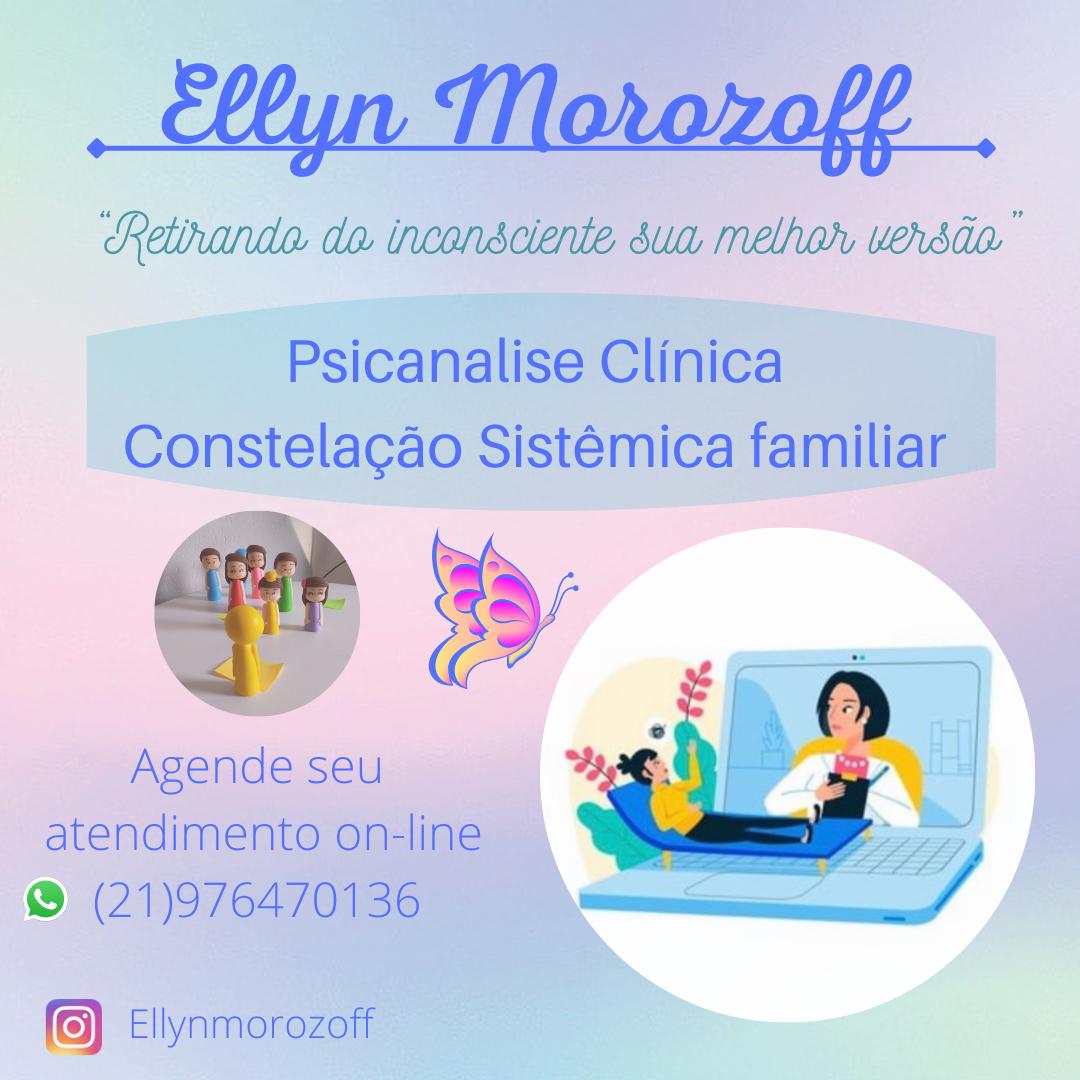 Ellyn Morozoff
“Retirando do inconsciente sua melhor versão”
Psicanalise Clínica
Constelação Sistêmica familiar
Agende seu
atendimento on-line
(21)976470136
Ellynmorozoff